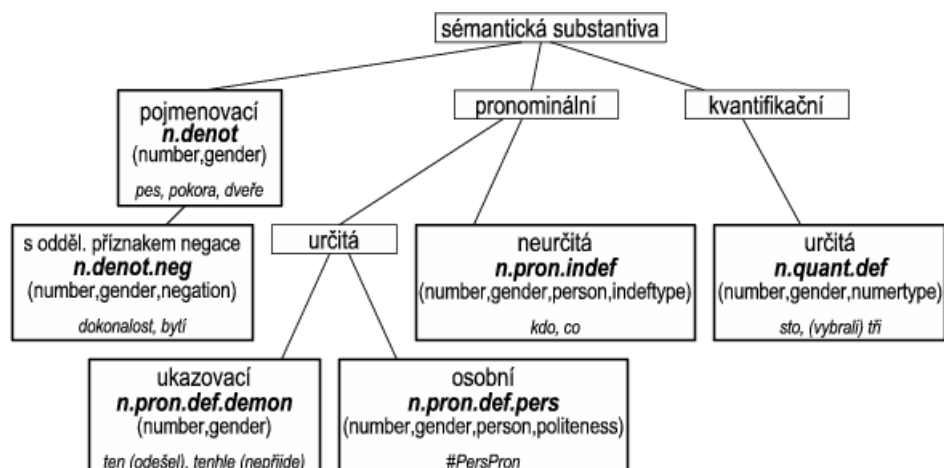 sémantická substantiva
pojmenovací
n.denot
(number,gender)
pes, pokora, dveře
pronominální
kvantifikační
s odděl. příznakem negace
n.denot.neg
(number,gender,negation)
dokonalost, bytí
určitá
neurčitá
n.pron.indef
(number,gender,person,indeftype)
kdo, co
určitá
n.quant.def
(number,gender,numertype)
sto, (vybrali) tři
ukazovací
n.pron.def.demon
(number,gender)
ten (odešel), tenhle (nepřijde)
osobní
n.pron.def.pers
(number,gender,person,politeness)
#PersPron